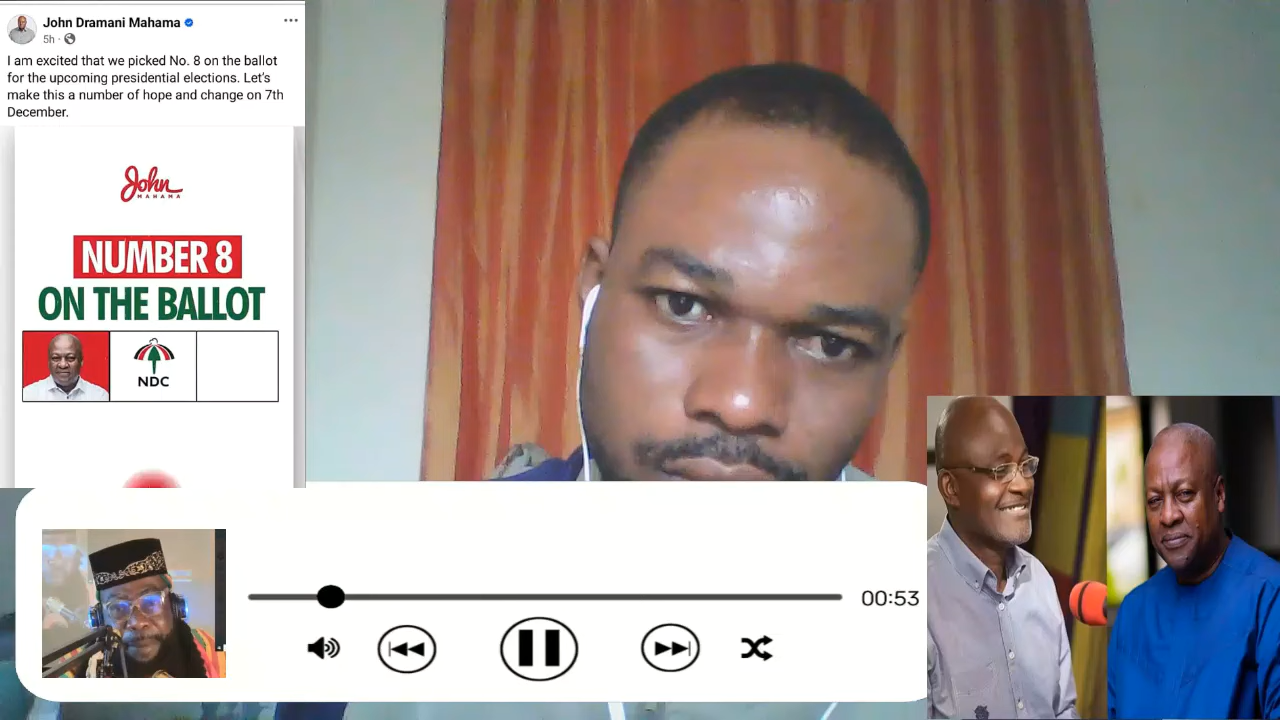 John Dramani Mahama
5h ·
I am excited that we picked No. 8 on the ballot
for the upcoming presidential elections. Let's
make this a number of hope and change on 7th
December.
John
MAHAMA
NUMBER 8
ON THE BALLOT
NDC
00:53